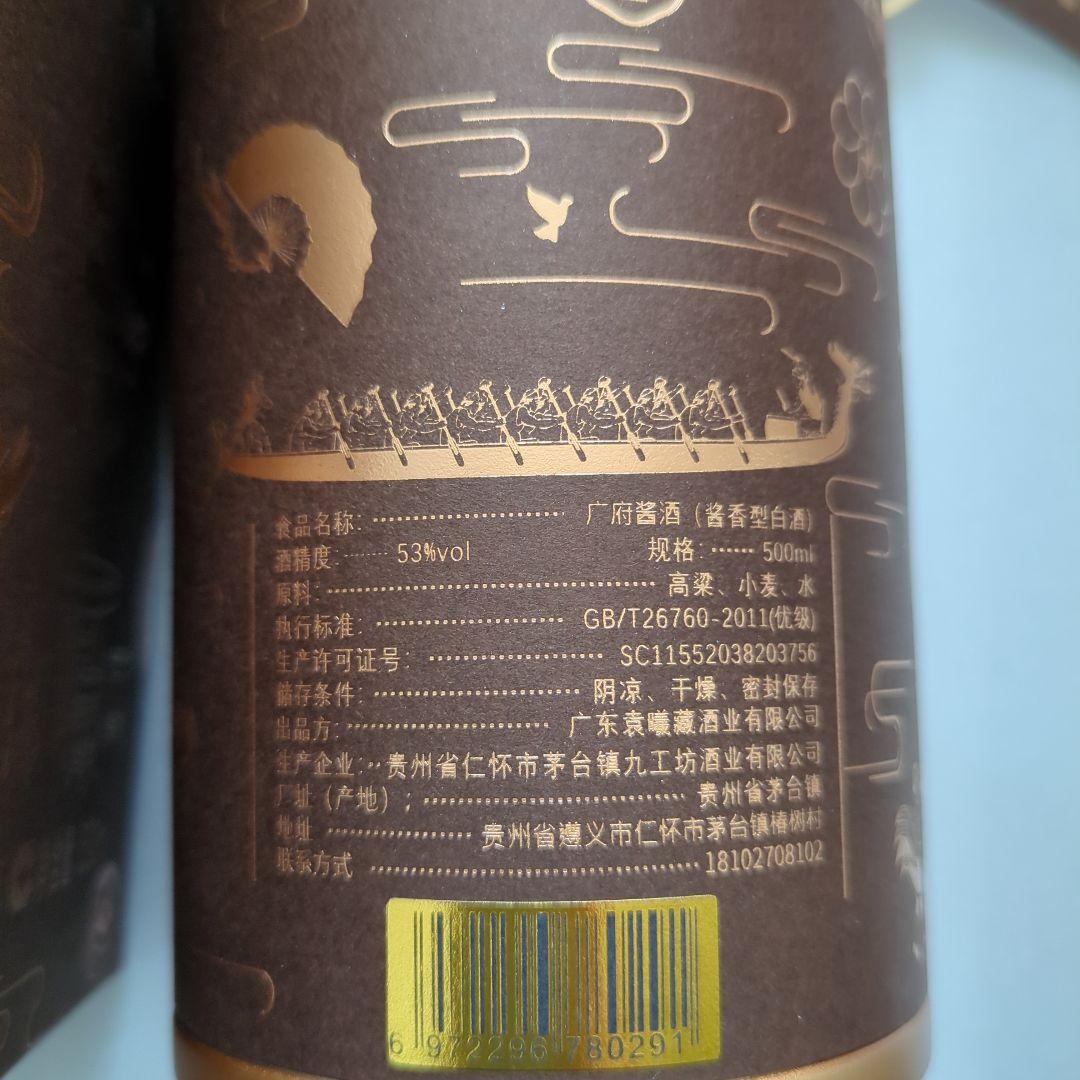 食品名称: 广府酱酒（酱香型白酒）
酒精度: 53%vol 规格: 500ml
原料: 高粱、小麦、水
执行标准: GB/T26760-2011(优级)
生产许可证号: SC11552038203756
储存条件: 阴凉、干燥、密封保存
出品方: 广东袁曦藏酒业有限公司
生产企业: 贵州省仁怀市茅台镇九工坊酒业有限公司
厂址（产地）; 贵州省茅台镇
地址 贵州省遵义市仁怀市茅台镇椿树村
联系方式 18102708102
6 972296 780291